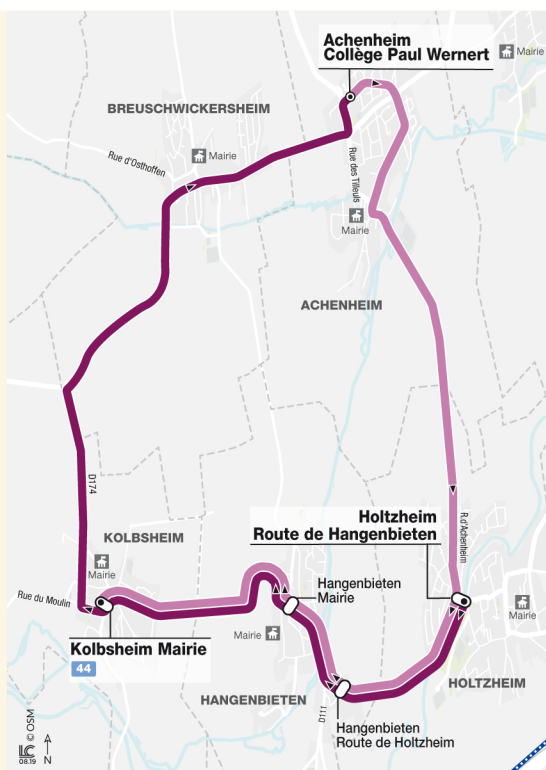 Achenheim
Collège Paul Wernert
Mairie
BREUSCHWICKERSHEIM
Mairie
Rue d'Osthoffen
Rue des Tilleuls
Mairie
ACHENHEIM
D174
Holtzheim
Route de Hangenbieten
R.d'Achenheim
KOLBSHEIM
Mairie
Rue du Moulin
Hangenbieten
Mairie
Mairie
Kolbsheim Mairie
44
Mairie
HANGENBIETEN
D111
HOLTZHEIM
Hangenbieten
Route de Holtzheim
© OSM
LC
08.19
N